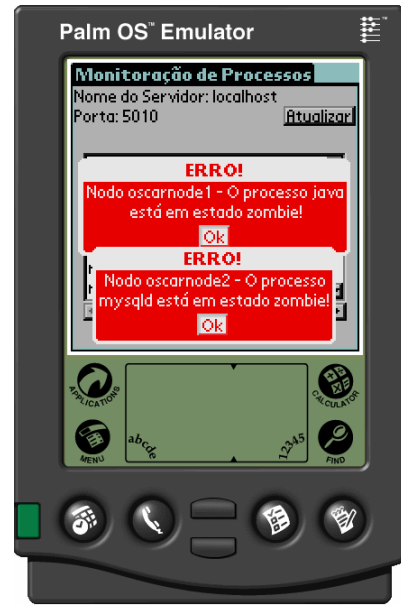 Palm OS™ Emulator
Monitoração de Processos
Nome do Servidor: localhost
Porta: 5010
Atualizar
ERRO!
Nodo oscarnode1 - O processo java
está em estado zombie!
Ok
ERRO!
Nodo oscarnode2 - O processo
mysqld está em estado zombie!
Ok
APPLICATIONS
CALCULATOR
MENU
abcde
12345
FIND